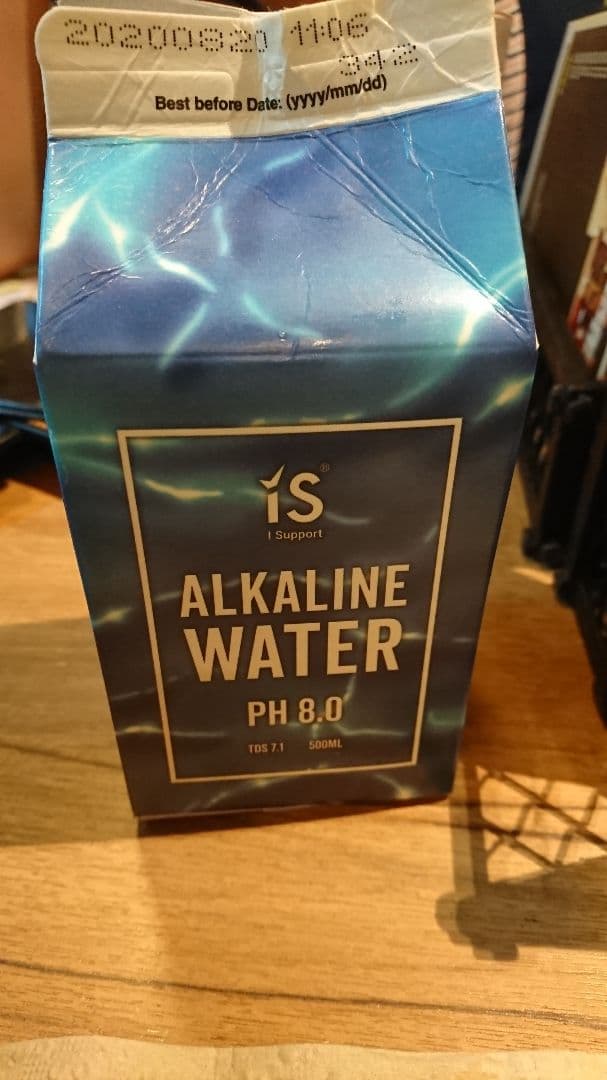 20200820 11:06
342
Best before Date: (yyyy/mm/dd)
iS®
I Support
ALKALINE
WATER
PH 8.0
TDS 7.1 500ML